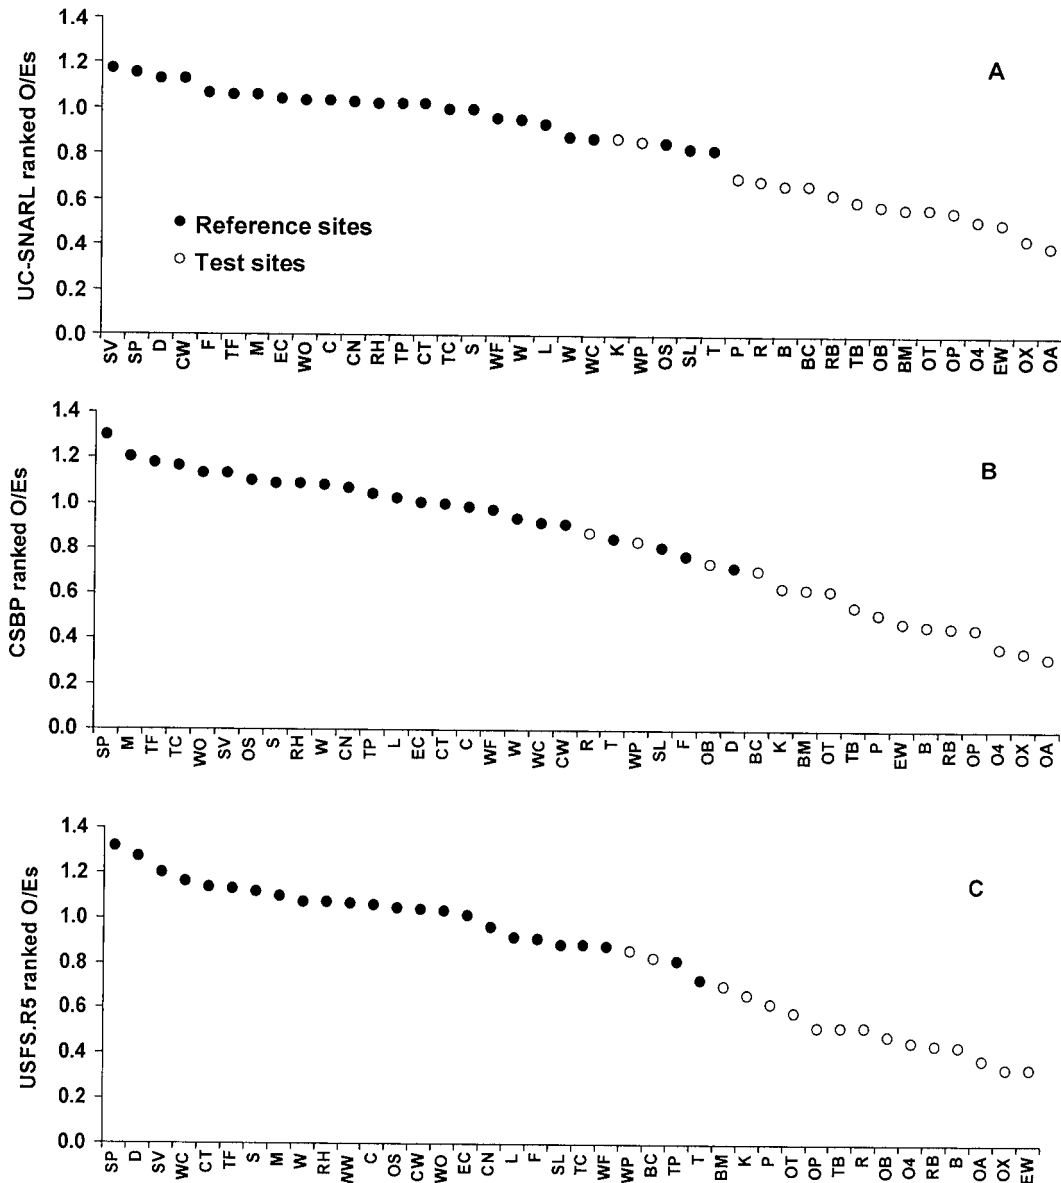 UC-SNARL ranked O/Es
1.4
1.2
1.0
0.8
0.6
0.4
0.2
0.0
A
Reference sites
Test sites
SV SP D CW F TF M EC WO C CN RH TP CT TC S WF W L W WC K WP OS SL T P R B BC RB TB OB BM OT OP O4 EW OX OA
CSBP ranked O/Es
1.4
1.2
1.0
0.8
0.6
0.4
0.2
0.0
B
SP M TF TC WO SV OS S RH W CN TP L EC CT C WF W WC CW R T WP SL F OB D BC K BM OT TB P EW B RB OP O4 OX OA
USFS.R5 ranked O/Es
1.4
1.2
1.0
0.8
0.6
0.4
0.2
0.0
C
SP D SV WC CT TF S M W RH WW C OS CW WO EC CN L F SL TC WF WP BC TP T BM K P OT OP TB R OB O4 RB B OA OX EW